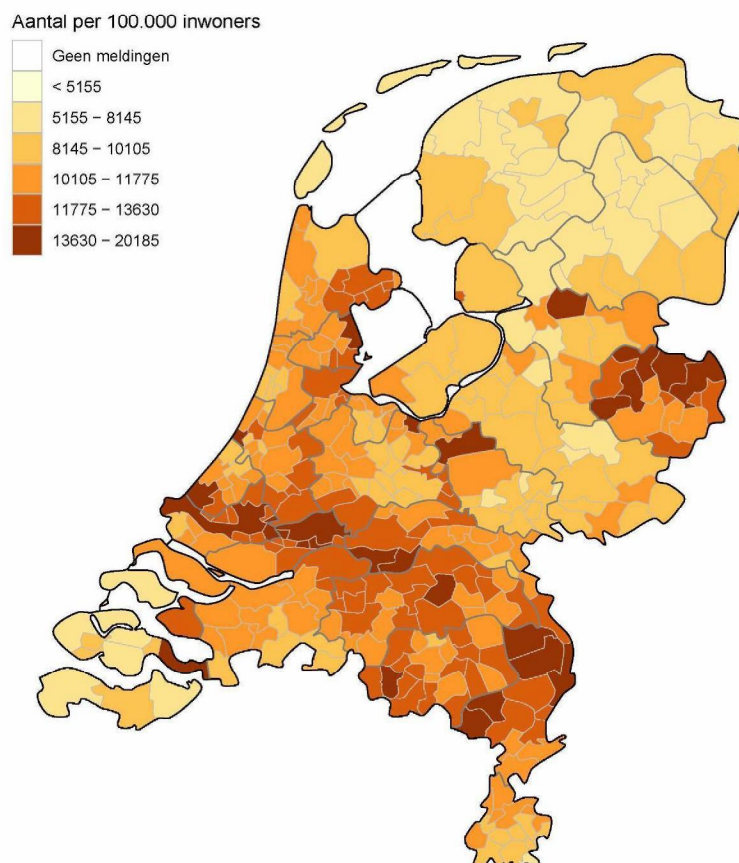 Aantal per 100.000 inwoners
Geen meldingen
< 5155
5155 – 8145
8145 – 10105
10105 – 11775
11775 – 13630
13630 – 20185